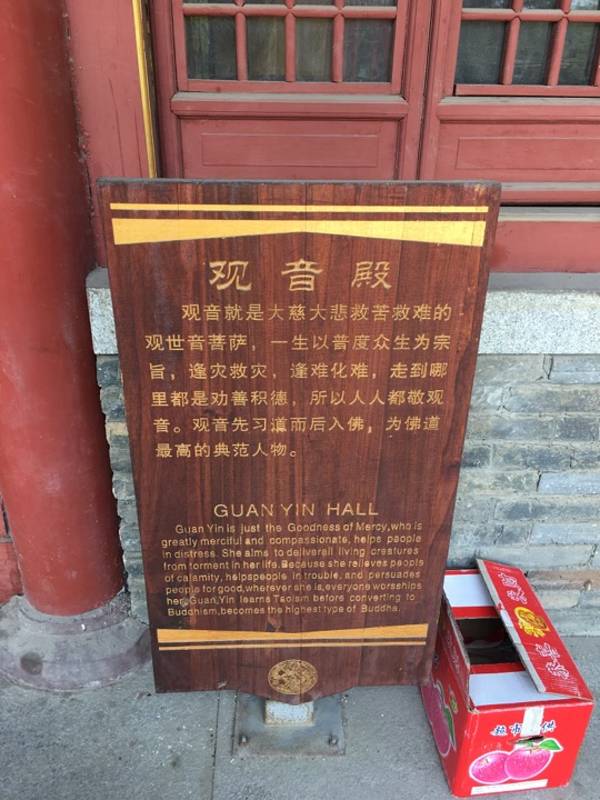 观音殿
观音就是大慈大悲救苦救难的
观世音菩萨，一生以普度众生为宗
旨，逢灾救灾，逢难化难，走到哪
里都是劝善积德，所以人人都敬观
音。观音先习道而后入佛，为佛道
最高的典范人物。
GUAN YIN HALL
Guan Yin is just the Goodness of Mercy,who is
greatly merciful and compassionate, helps people
in distress. She aims to deliverall living creatures
from torment in her life.Because she relieves people
of calamity, helpspeople in trouble, and persuades
people for good,wherever she is,everyone worships
her.Guan,Yin learns Taoism before converting to
Buddhism,becomes the highest type of Buddha.